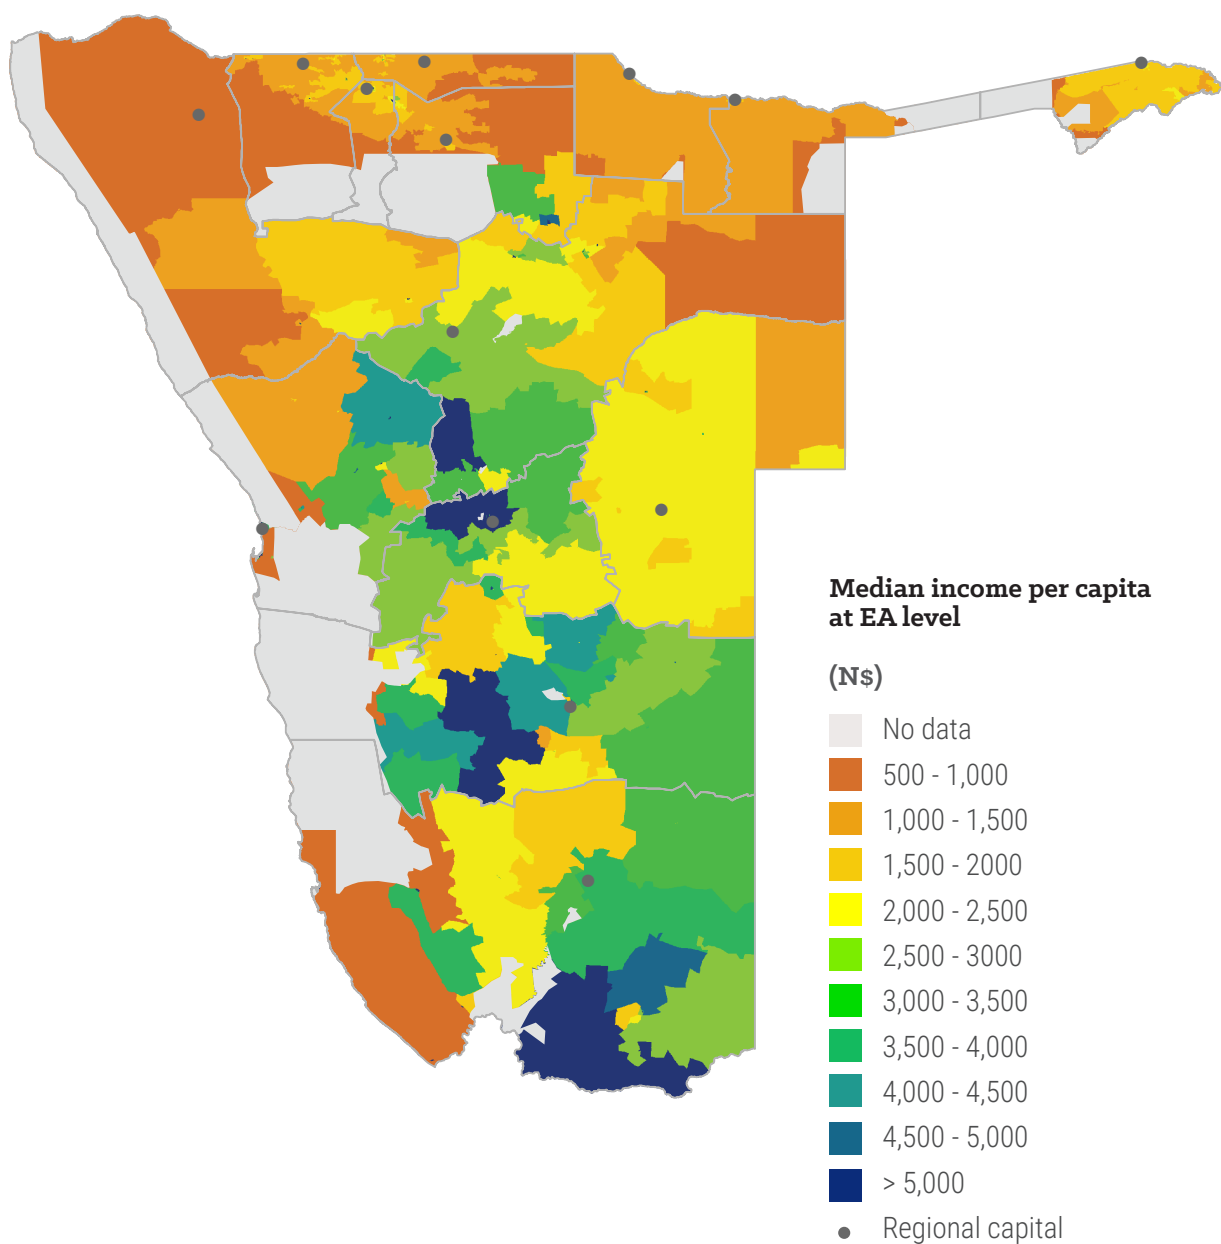 Median income per capita
at EA level
(N$)
No data
500 - 1,000
1,000 - 1,500
1,500 - 2000
2,000 - 2,500
2,500 - 3000
3,000 - 3,500
3,500 - 4,000
4,000 - 4,500
4,500 - 5,000
> 5,000
Regional capital